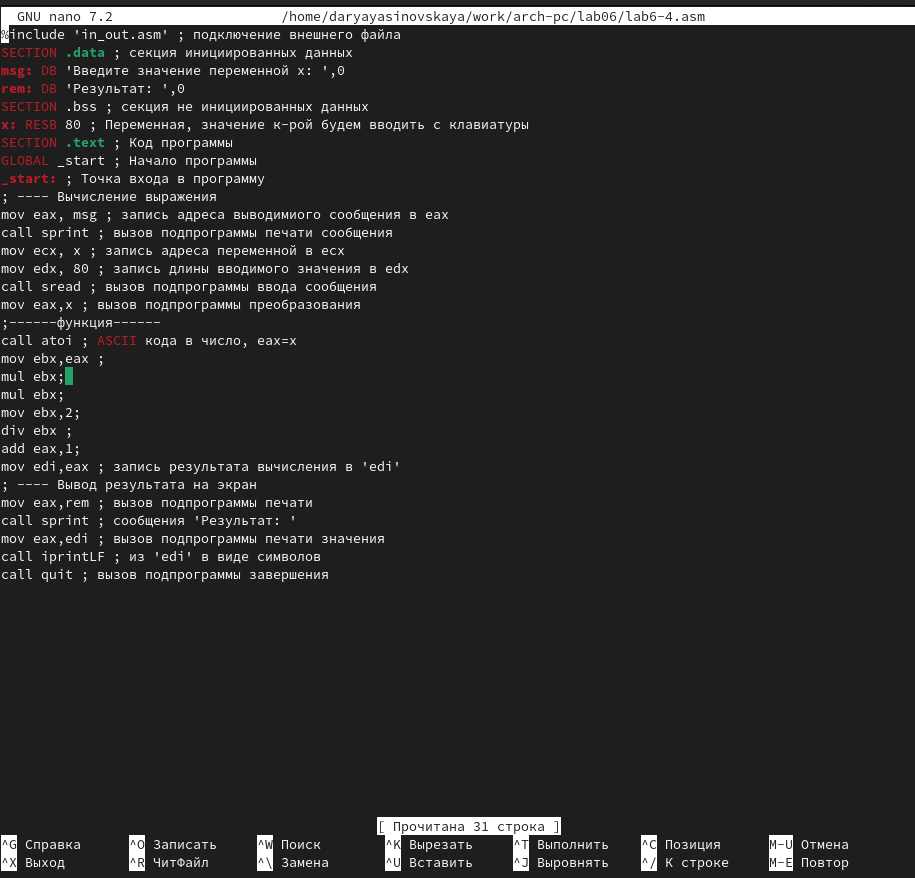 GNU nano 7.2 /home/daryayasinovskaya/work/arch-pc/lab06/lab6-4.asm
%include 'in_out.asm' ; подключение внешнего файла
SECTION .data ; секция инициированных данных
msg: DB 'Введите значение переменной x: ',0
rem: DB 'Результат: ',0
SECTION .bss ; секция не инициированных данных
x: RESB 80 ; Переменная, значение к-рой будем вводить с клавиатуры
SECTION .text ; Код программы
GLOBAL _start ; Начало программы
_start: ; Точка входа в программу
; ---- Вычисление выражения
mov eax, msg ; запись адреса выводимиого сообщения в eax
call sprint ; вызов подпрограммы печати сообщения
mov ecx, x ; запись адреса переменной в ecx
mov edx, 80 ; запись длины вводимого значения в edx
call sread ; вызов подпрограммы ввода сообщения
mov eax,x ; вызов подпрограммы преобразования
;------функция------
call atoi ; ASCII кода в число, eax=x
mov ebx,eax ;
mul ebx;
mul ebx;
mov ebx,2;
div ebx ;
add eax,1;
mov edi,eax ; запись результата вычисления в 'edi'
; ---- Вывод результата на экран
mov eax,rem ; вызов подпрограммы печати
call sprint ; сообщения 'Результат: '
mov eax,edi ; вызов подпрограммы печати значения
call iprintLF ; из 'edi' в виде символов
call quit ; вызов подпрограммы завершения
[ Прочитана 31 строка ]
^G Справка ^O Записать ^W Поиск ^K Вырезать ^T Выполнить ^C Позиция M-U Отмена
^X Выход ^R ЧитФайл ^\ Замена ^U Вставить ^J Выровнять ^/ К строке M-E Повтор